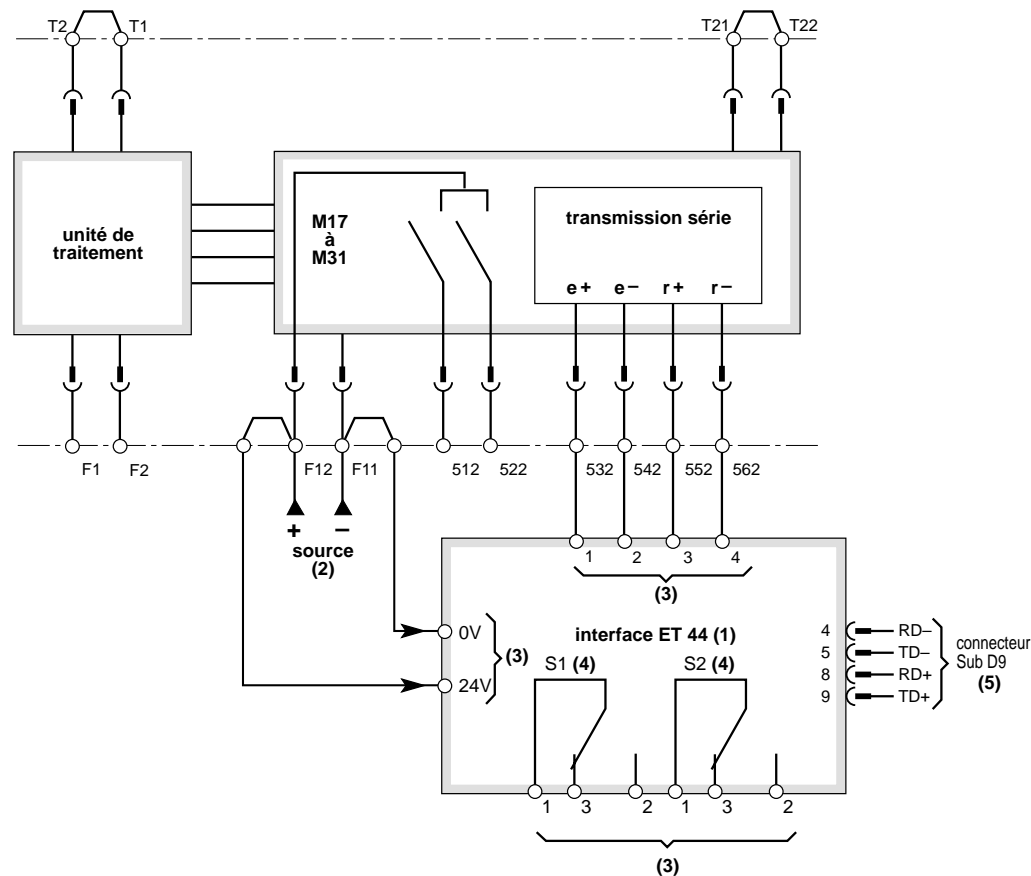 T2 T1 T21 T22
unité de
traitement
M17
à
M31
transmission série
e+ e– r+ r–
F1 F2 F12 F11 512 522 532 542 552 562
+ –
source
(2)
1 2 3 4
(3)
interface ET 44 (1)
0V
24V
(3)
S1 (4) S2 (4)
4 RD–
5 TD–
8 RD+
9 TD+
connecteur
Sub D9
(5)
1 3 2 1 3 2
(3)